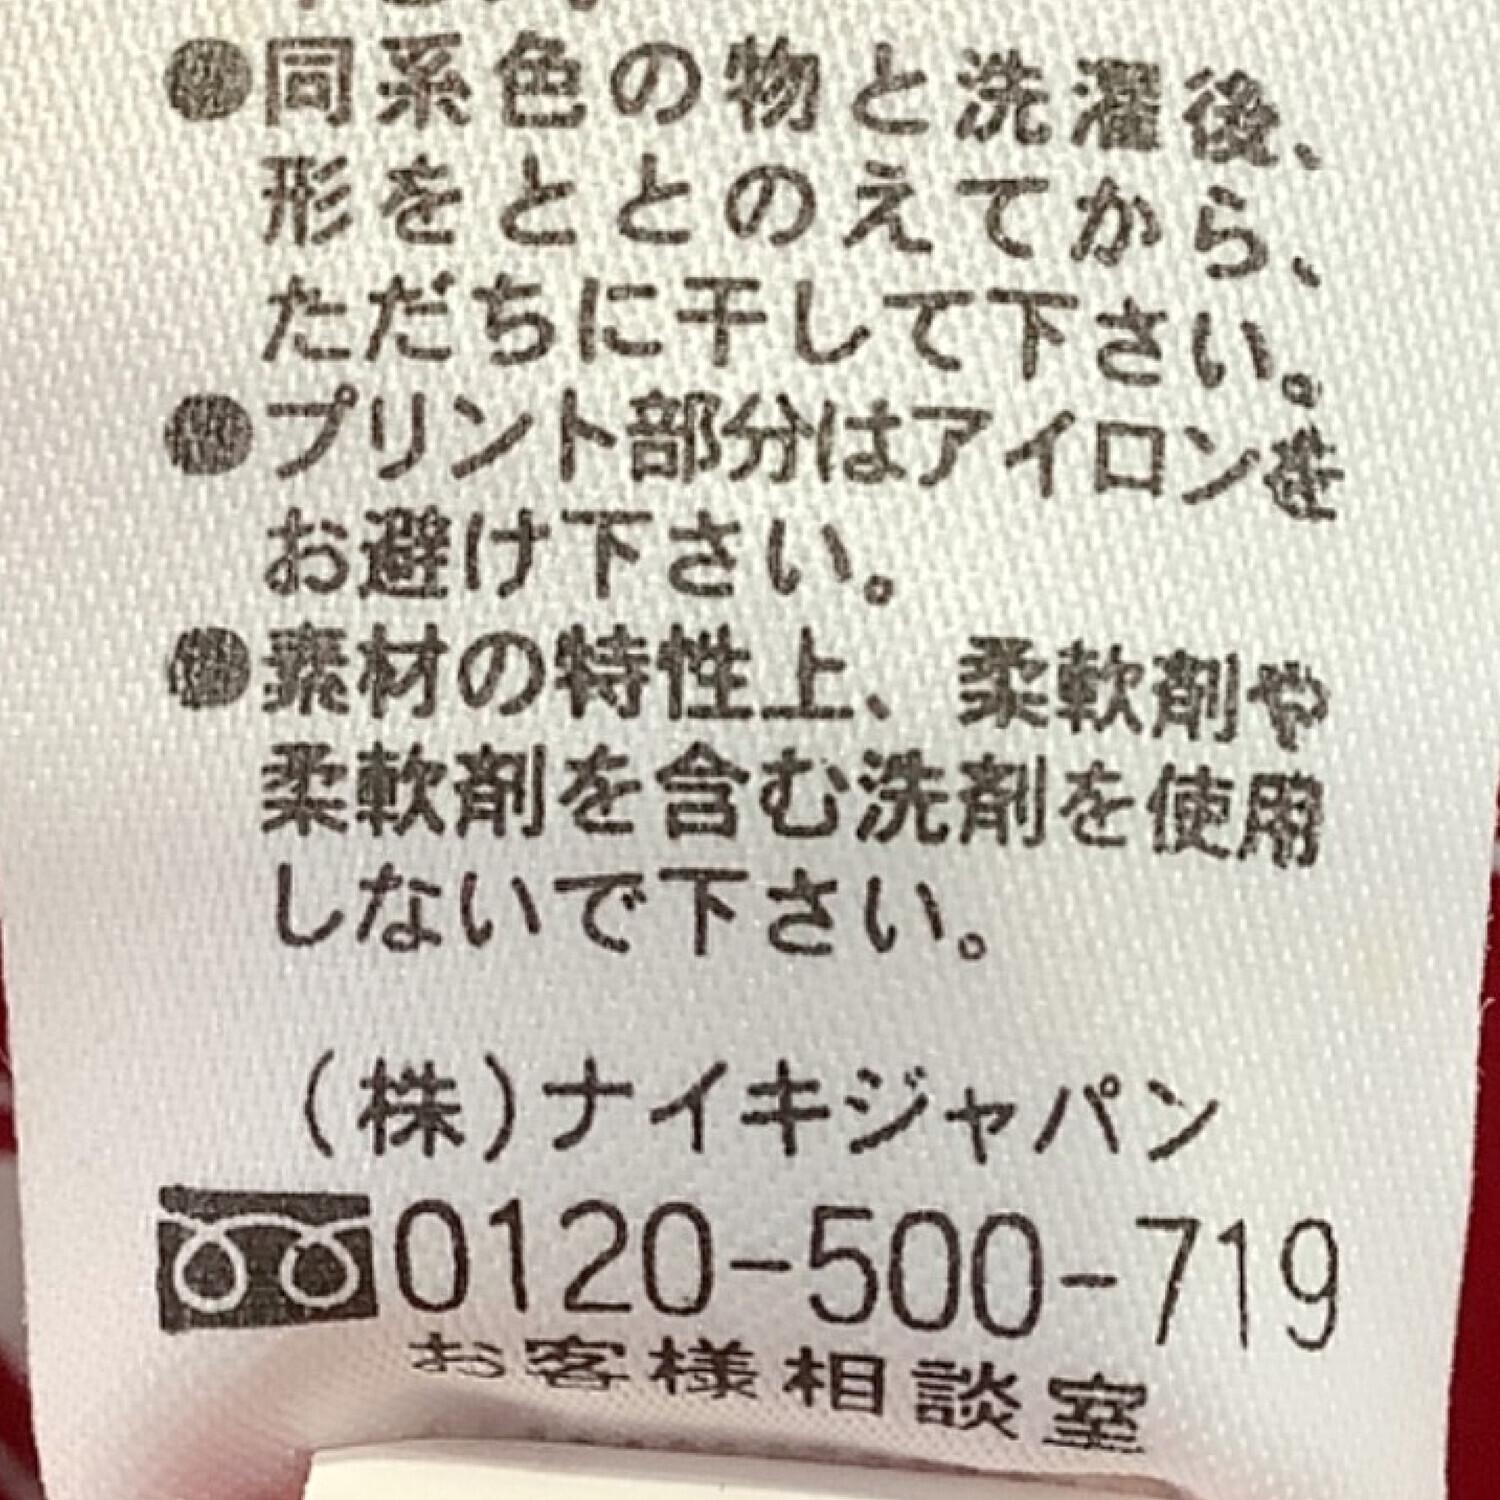 ●同系色の物と洗濯後、
形をととのえてから、
ただちに干して下さい。
●プリント部分はアイロンを
お避け下さい。
●素材の特性上、柔軟剤や
柔軟剤を含む洗剤を使用
しないで下さい。
(株)ナイキジャパン
0120-500-719
お客様相談室